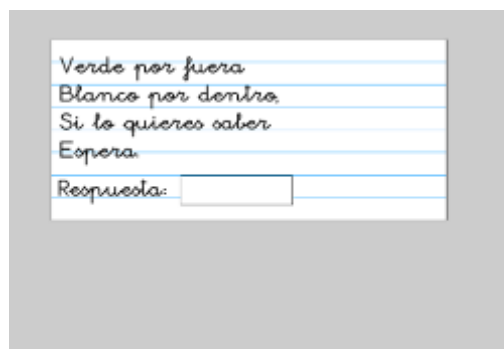 Verde por fuera
Blanco por dentro,
Si lo quieres saber
Espera.
Respuesta: